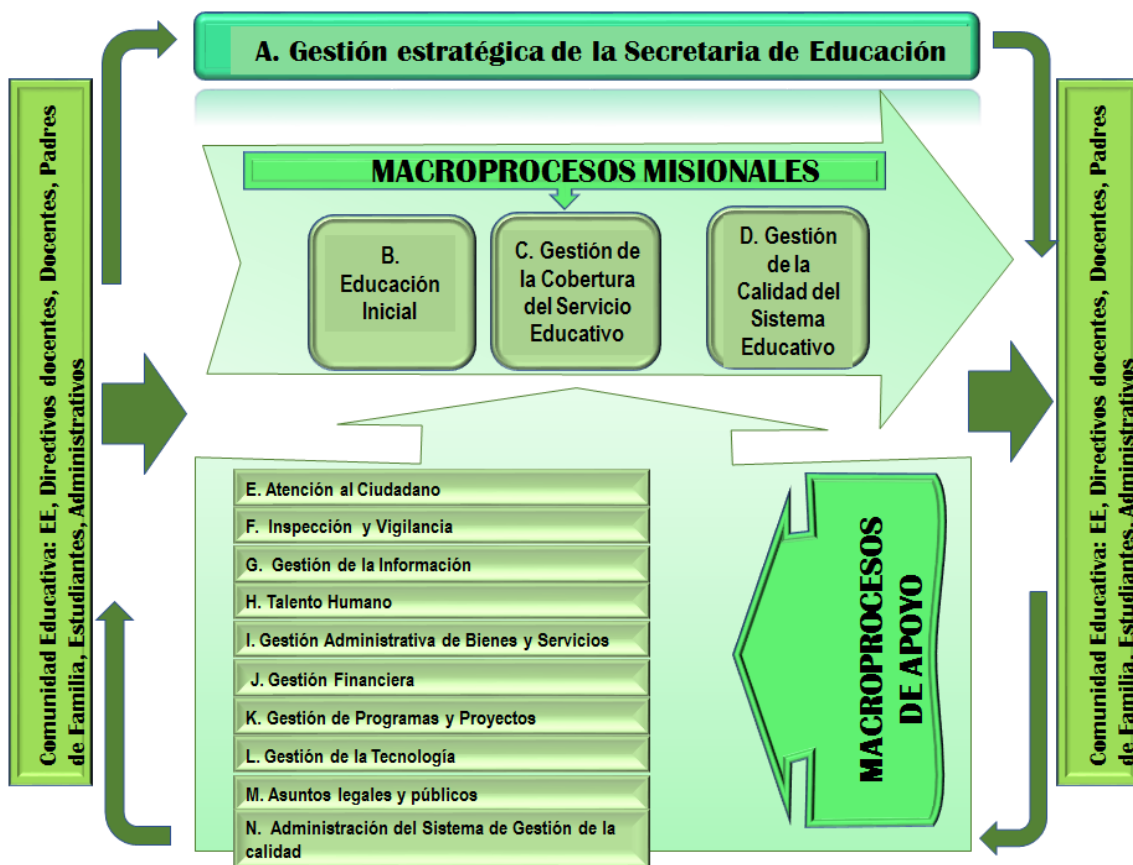 A. Gestión estratégica de la Secretaria de Educación
Comunidad Educativa: EE, Directivos docentes, Docentes, Padres
de Familia, Estudiantes, Administrativos
MACROPROCESOS MISIONALES
B.
Educación
Inicial
C. Gestión de
la Cobertura
del Servicio
Educativo
D. Gestión
de la
Calidad del
Sistema
Educativo
E. Atención al Ciudadano
F. Inspección y Vigilancia
G. Gestión de la Información
H. Talento Humano
I. Gestión Administrativa de Bienes y Servicios
J. Gestión Financiera
K. Gestión de Programas y Proyectos
L. Gestión de la Tecnología
M. Asuntos legales y públicos
N. Administración del Sistema de Gestión de la
calidad
MACROPROCESOS
DE APOYO
Comunidad Educativa: EE, Directivos docentes, Docentes, Padres
de Familia, Estudiantes, Administrativos